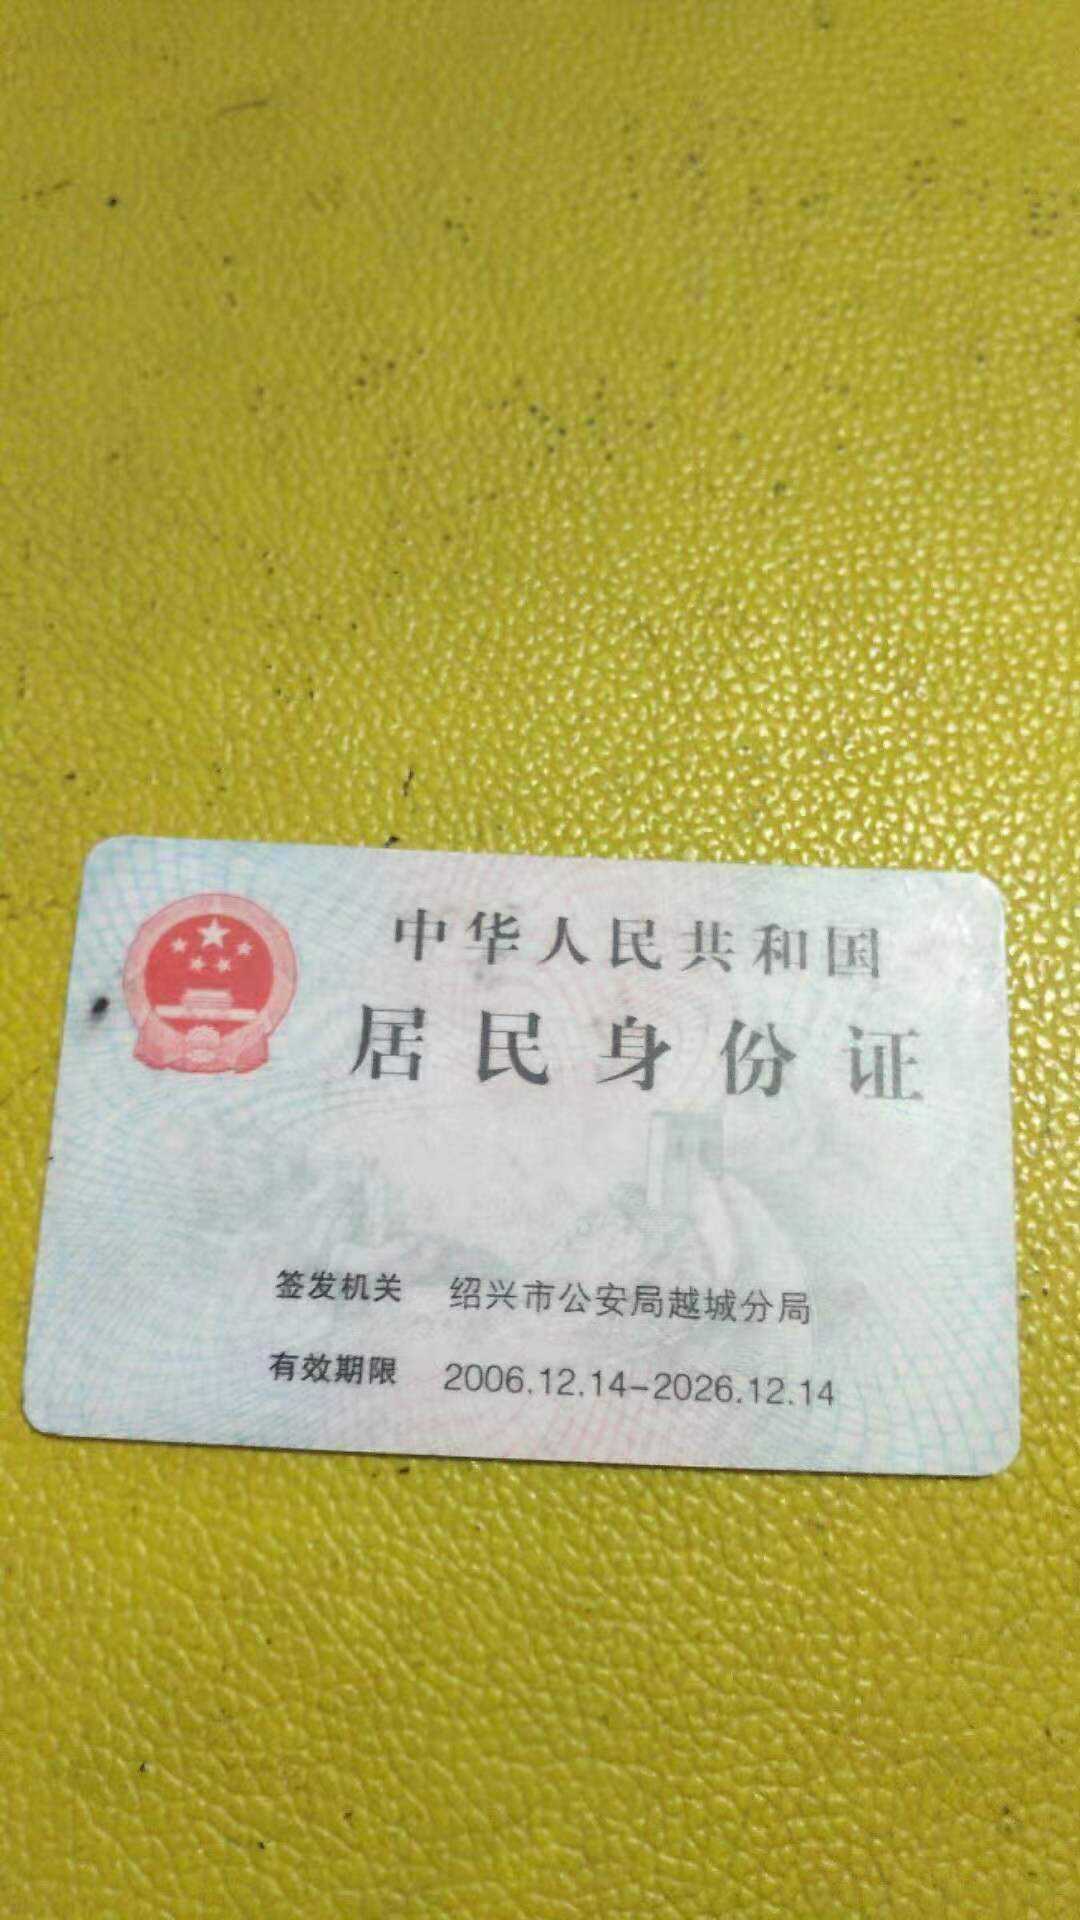 中华人民共和国
居民身份证
签发机关 绍兴市公安局越城分局
有效期限 2006.12.14-2026.12.14